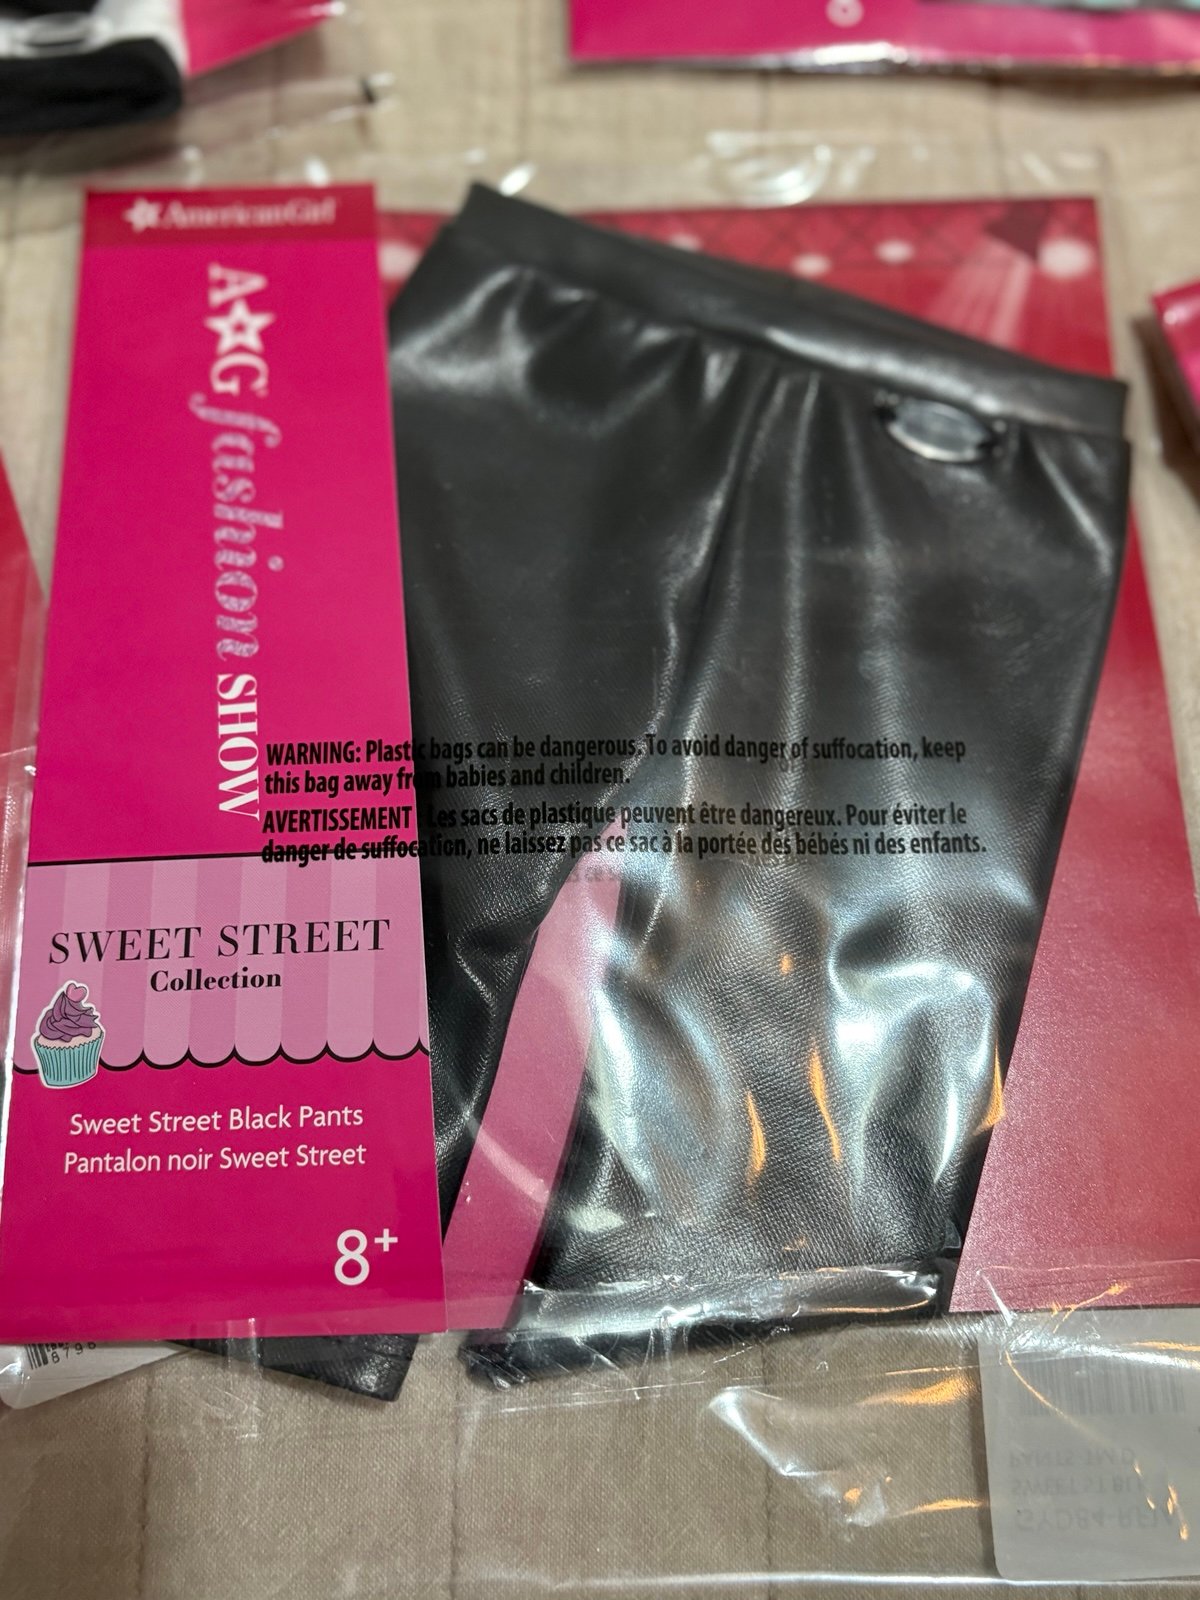 AmericanGirl
AG fashion SHOW
WARNING: Plastic bags can be dangerous. To avoid danger of suffocation, keep
this bag away from babies and children.
AVERTISSEMENT : Les sacs de plastique peuvent être dangereux. Pour éviter le
danger de suffocation, ne laissez pas ce sac à la portée des bébés ni des enfants.
SWEET STREET
Collection
Sweet Street Black Pants
Pantalon noir Sweet Street
8+